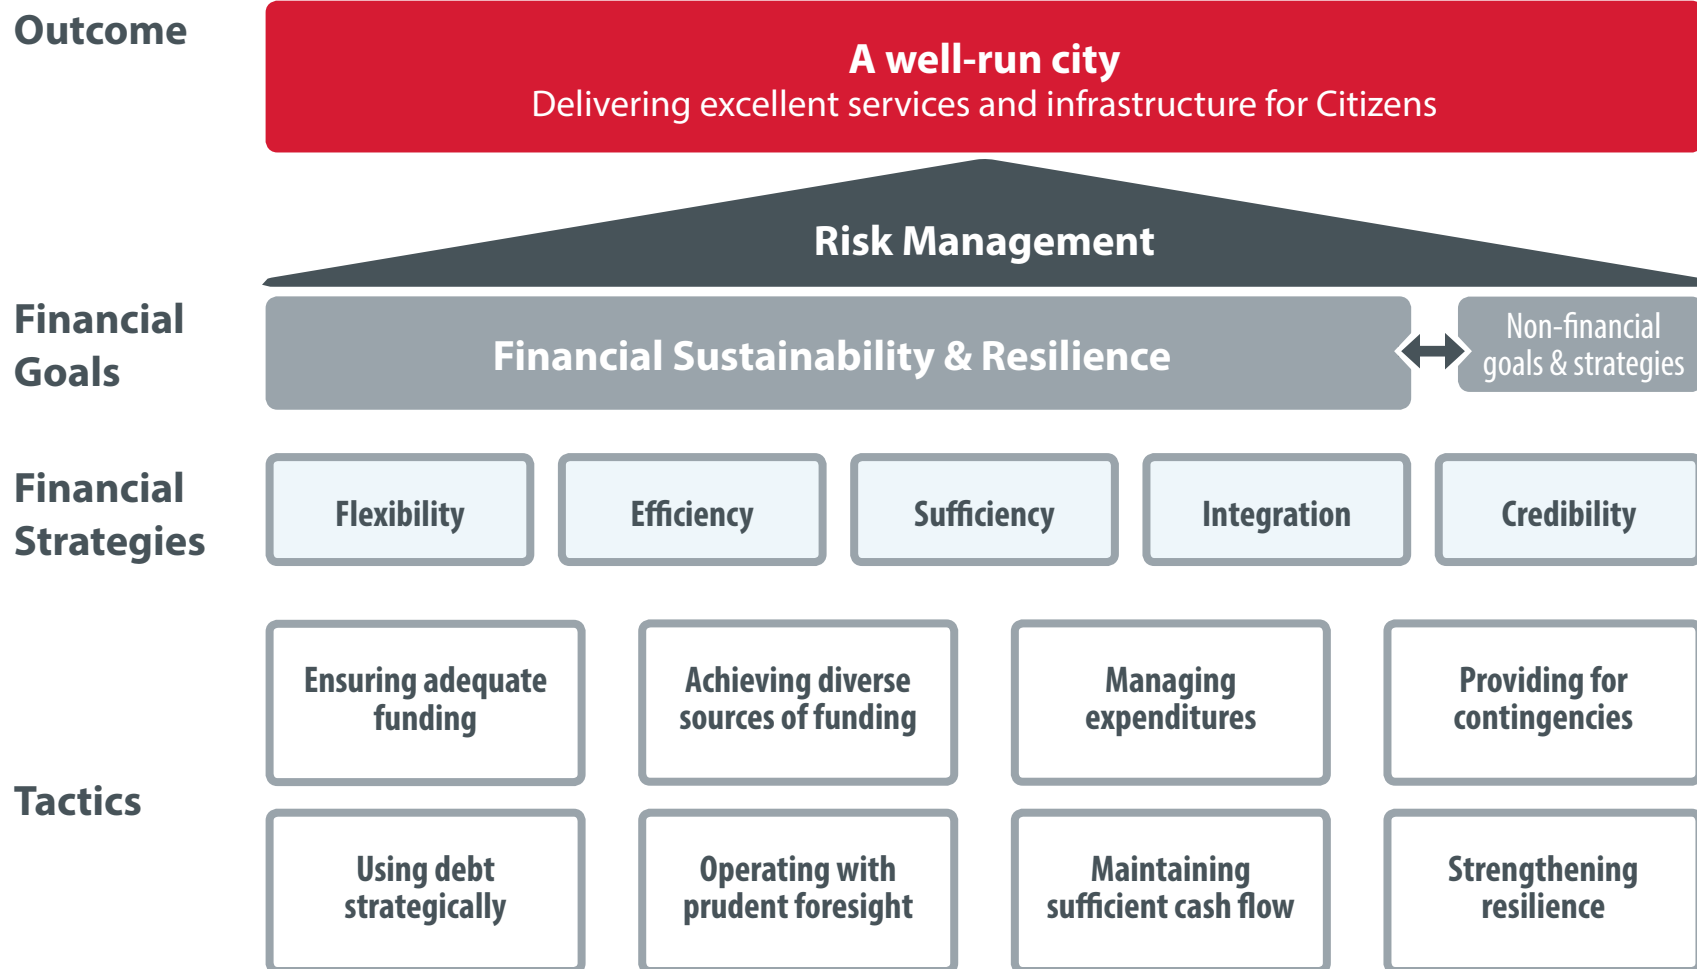 Outcome
A well-run city
Delivering excellent services and infrastructure for Citizens
Risk Management
Financial
Goals
Financial Sustainability & Resilience
Non-financial
goals & strategies
Financial
Strategies
Flexibility
Efficiency
Sufficiency
Integration
Credibility
Tactics
Ensuring adequate
funding
Achieving diverse
sources of funding
Managing
expenditures
Providing for
contingencies
Using debt
strategically
Operating with
prudent foresight
Maintaining
sufficient cash flow
Strengthening
resilience